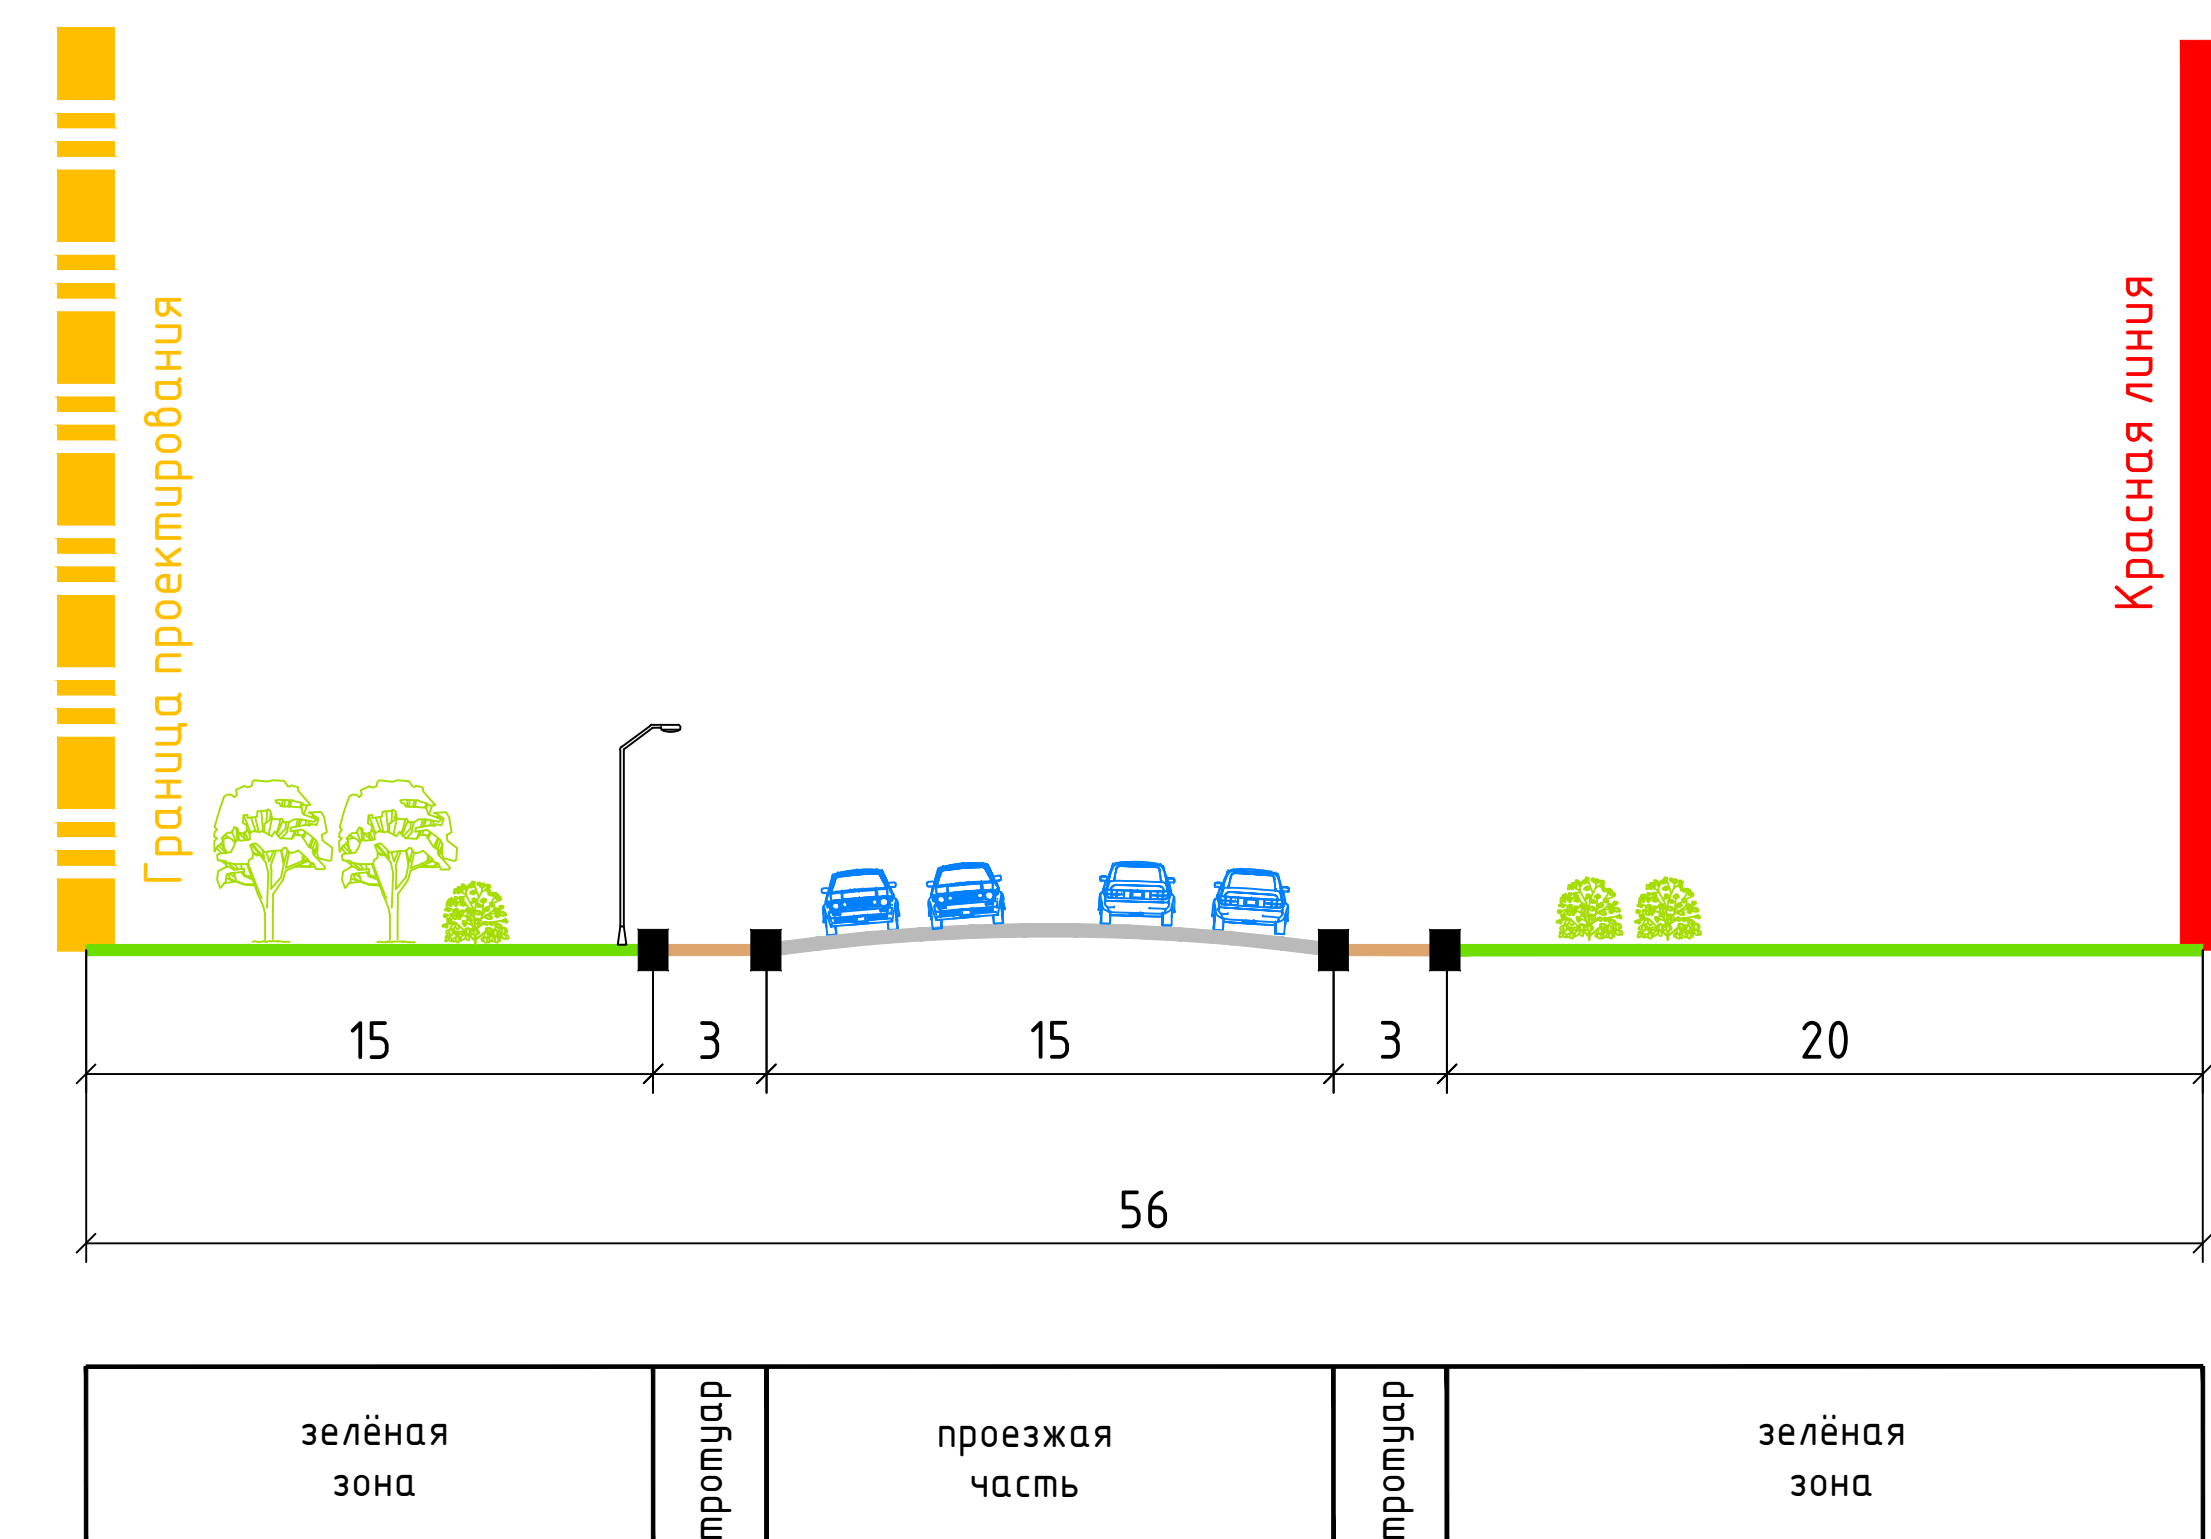 Граница проектирования
Красная линия
15
3
15
3
20
56
зелёная
зона
тротуар
проезжая
часть
тротуар
зелёная
зона